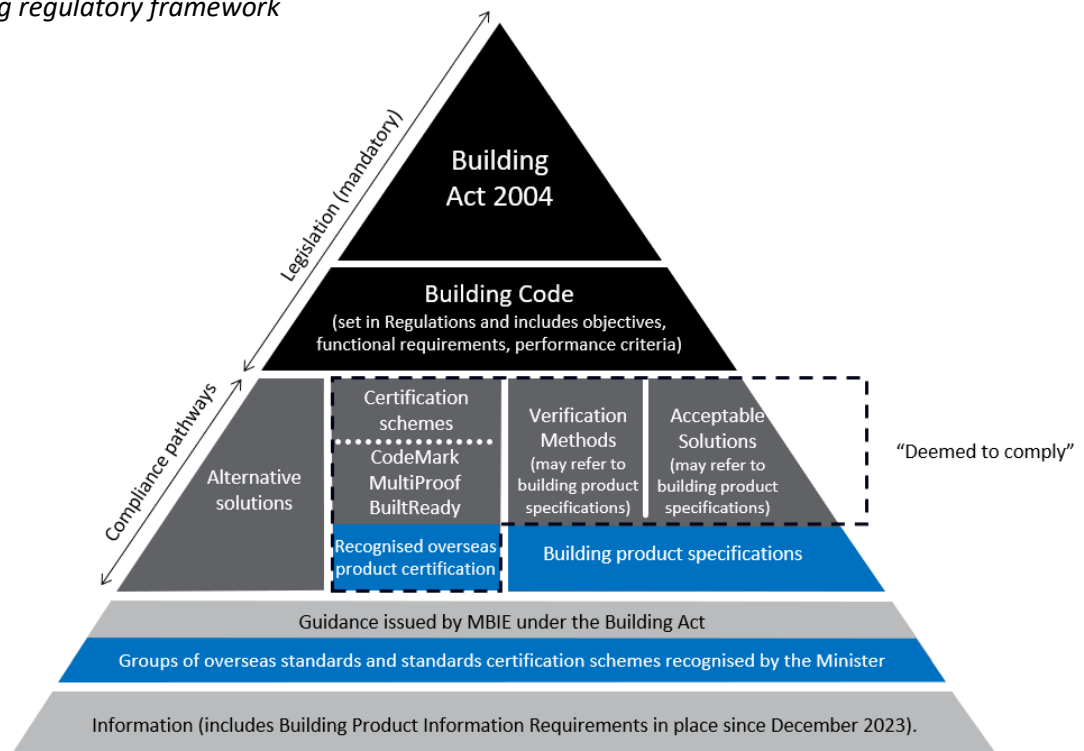 g regulatory framework
Building
Act 2004
Legislation (mandatory)
Building Code
(set in Regulations and includes objectives,
functional requirements, performance criteria)
Compliance pathways
Alternative
solutions
Certification
schemes
CodeMark
MultiProof
BuiltReady
Recognised overseas
product certification
Verification
Methods
(may refer to
building product
specifications)
Acceptable
Solutions
(may refer to
building product
specifications)
Building product specifications
“Deemed to comply”
Guidance issued by MBIE under the Building Act
Groups of overseas standards and standards certification schemes recognised by the Minister
Information (includes Building Product Information Requirements in place since December 2023).